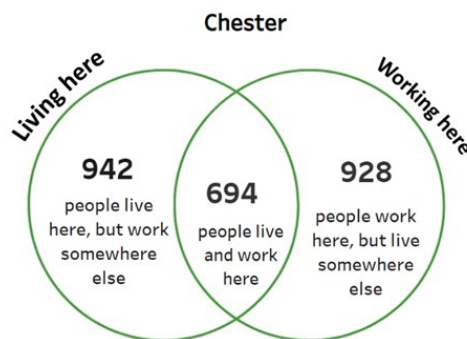 Chester
Living here
Working here
942
people live
here, but work
somewhere
else
694
people live
and work
here
928
people work
here, but live
somewhere
else